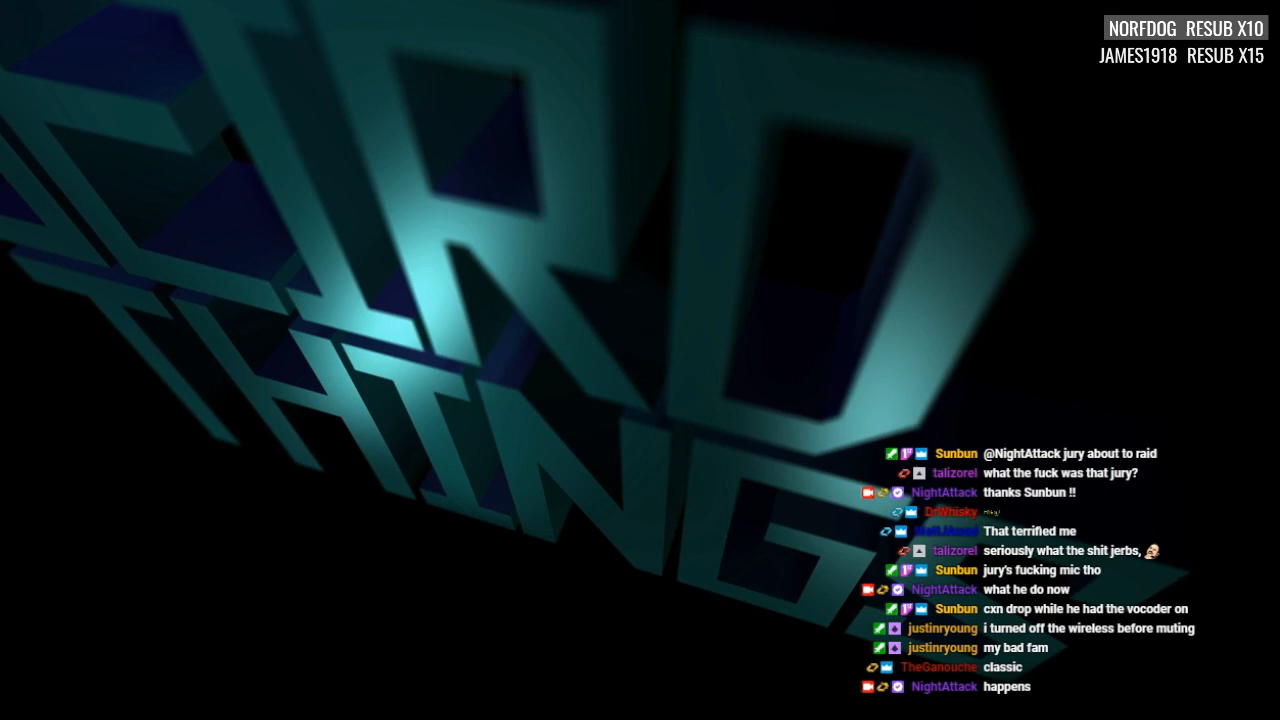 NORFDOG RESUB X10
JAMES1918 RESUB X15
WEIRD
THINGS
Sunbun @NightAttack jury about to raid
talizorel what the fuck was that jury?
NightAttack thanks Sunbun !!
DrWhisky
That terrified me
talizorel seriously what the shit jerbs,
Sunbun jury's fucking mic tho
NightAttack what he do now
Sunbun cxn drop while he had the vocoder on
justinryoung i turned off the wireless before muting
justinryoung my bad fam
TheGanouche classic
NightAttack happens